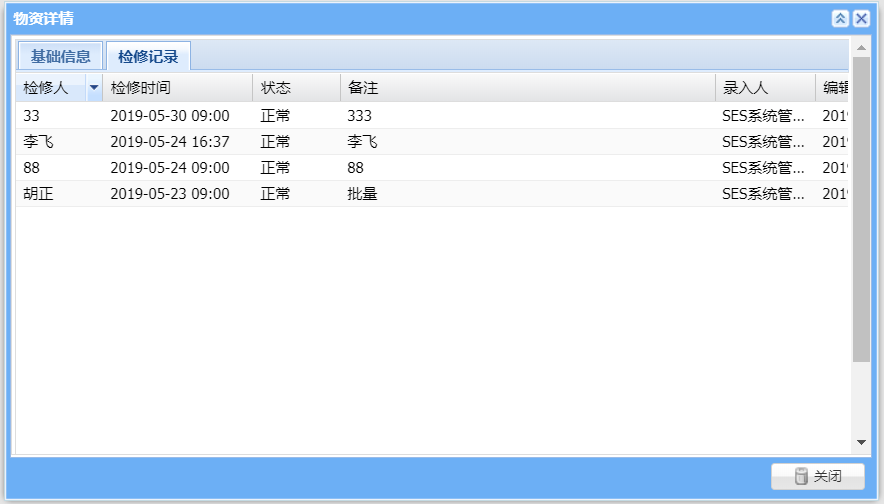 物资详情
基础信息 检修记录
检修人 检修时间 状态 备注 录入人 编辑
33 2019-05-30 09:00 正常 333 SES系统管... 201
李飞 2019-05-24 16:37 正常 李飞 SES系统管... 201
88 2019-05-24 09:00 正常 88 SES系统管... 201
胡正 2019-05-23 09:00 正常 批量 SES系统管... 201
关闭